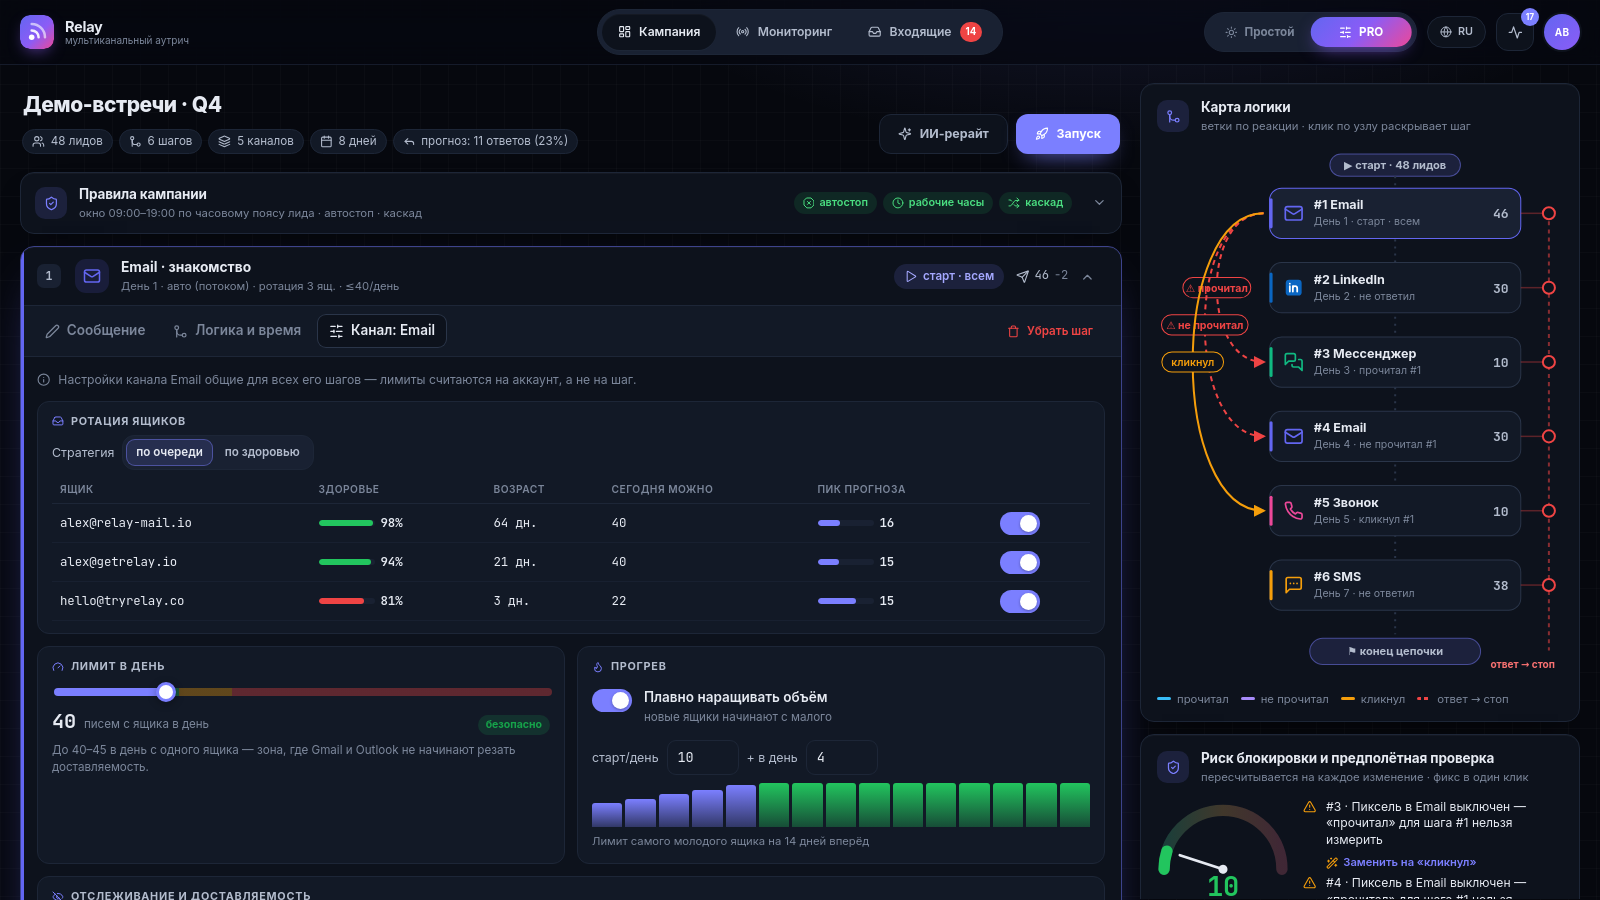 Relay
мультиканальный аутрич
Кампания
Мониторинг
Входящие 14
Простой
PRO
RU
17
AB
Демо-встречи · Q4
48 лидов
6 шагов
5 каналов
8 дней
прогноз: 11 ответов (23%)
ИИ-рерайт
Запуск
Правила кампании
окно 09:00–19:00 по часовому поясу лида · автостоп · каскад
автостоп
рабочие часы
каскад
1
Email · знакомство
День 1 · авто (потоком) · ротация 3 ящ. · ≤40/день
старт · всем
46 -2
Сообщение
Логика и время
Канал: Email
Убрать шаг
Настройки канала Email общие для всех его шагов — лимиты считаются на аккаунт, а не на шаг.
РОТАЦИЯ ЯЩИКОВ
Стратегия
по очереди
по здоровью
ЯЩИК ЗДОРОВЬЕ ВОЗРАСТ СЕГОДНЯ МОЖНО ПИК ПРОГНОЗА
alex@relay-mail.io 98% 64 дн. 40 16
alex@getrelay.io 94% 21 дн. 40 15
hello@tryrelay.co 81% 3 дн. 22 15
ЛИМИТ В ДЕНЬ
40 писем с ящика в день
безопасно
До 40–45 в день с одного ящика — зона, где Gmail и Outlook не начинают резать
доставляемость.
ПРОГРЕВ
Плавно наращивать объём
новые ящики начинают с малого
старт/день 10 + в день 4
Лимит самого молодого ящика на 14 дней вперёд
ОТСЛЕЖИВАНИЕ И ДОСТАВЛЯЕМОСТЬ
Карта логики
ветки по реакции · клик по узлу раскрывает шаг
▶ старт · 48 лидов
#1 Email
День 1 · старт · всем
46
#2 LinkedIn
День 2 · не ответил
30
#3 Мессенджер
День 3 · прочитал #1
10
#4 Email
День 4 · не прочитал #1
30
#5 Звонок
День 5 · кликнул #1
10
#6 SMS
День 7 · не ответил
38
⚠ прочитал
⚠ не прочитал
кликнул
⚑ конец цепочки
ответ → стоп
прочитал
не прочитал
кликнул
ответ → стоп
Риск блокировки и предполётная проверка
пересчитывается на каждое изменение · фикс в один клик
10
#3 · Пиксель в Email выключен —
«прочитал» для шага #1 нельзя
измерить
Заменить на «кликнул»
#4 · Пиксель в Email выключен —
«прочитал» для шага #1 нельзя